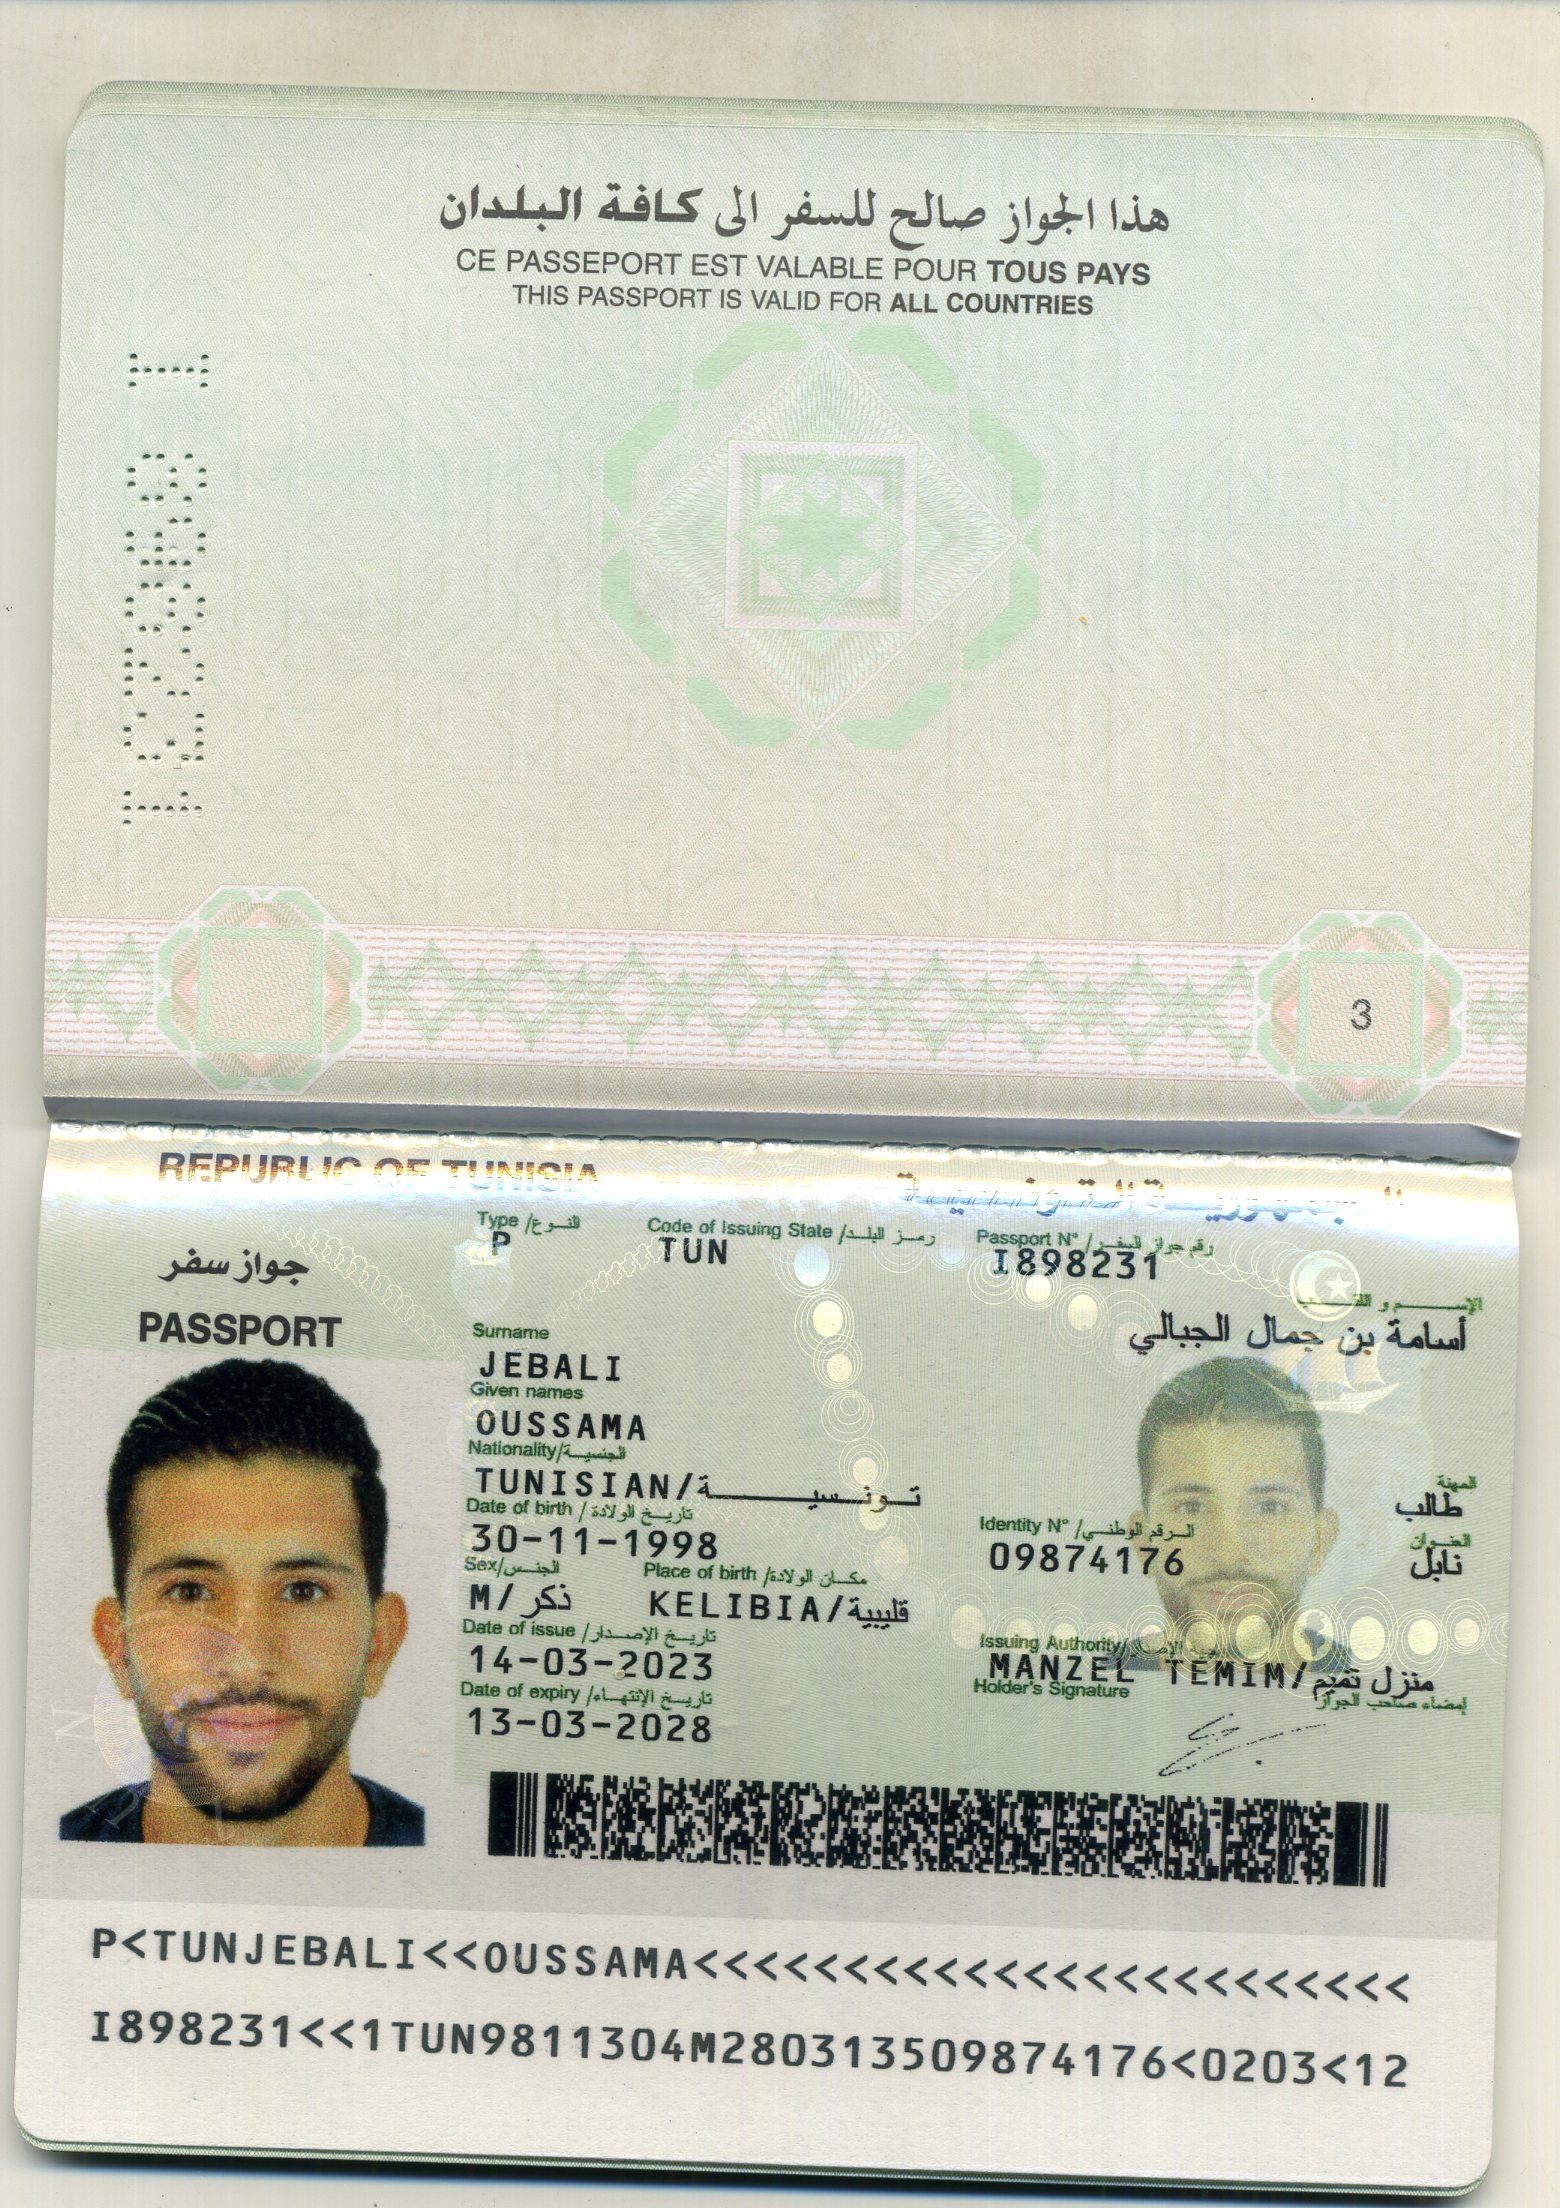 هذا الجواز صالح للسفر الى كافة البلدان
CE PASSEPORT EST VALABLE POUR TOUS PAYS
THIS PASSPORT IS VALID FOR ALL COUNTRIES
I898231
3
REPUBLIC OF TUNISIA الجمهورية التونسية
Type /النوع Code of Issuing State /رمز البلد Passport N° /رقم جواز السفر
P TUN I898231
جواز سفر
PASSPORT
الإسم و اللقب
أسامة بن جمال الجبالي
Surname
JEBALI
Given names
OUSSAMA
Nationality/الجنسية
TUNISIAN/تونسية
المهنة
طالب
Date of birth /تاريخ الولادة
30-11-1998
Identity N° /الرقم الوطني
09874176
العنوان
نابل
Sex/الجنس Place of birth /مكان الولادة
M/ذكر KELIBIA/قليبية
Date of issue /تاريخ الإصدار
14-03-2023
Issuing Authority/
MANZEL TEMIM/منزل تميم
Date of expiry /تاريخ الإنتهاء
13-03-2028
Holder's Signature إمضاء صاحب الجواز
P<TUNJEBALI<<OUSSAMA<<<<<<<<<<<<<<<<<<<<<<<<
I898231<<1TUN9811304M280313509874176<0203<12